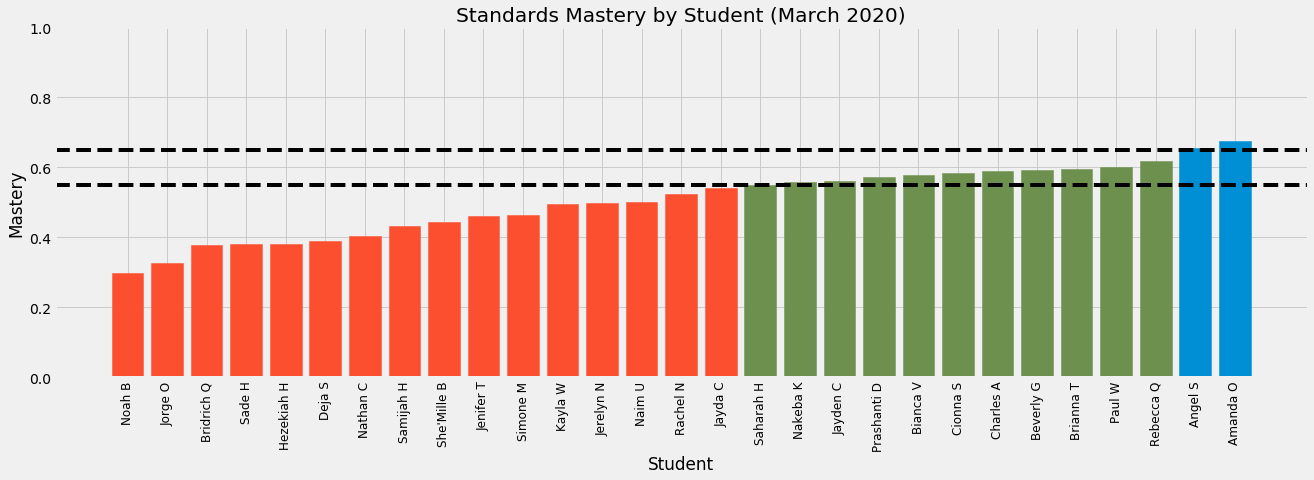 Standards Mastery by Student (March 2020)
1.0
0.8
0.6
0.4
0.2
0.0
Mastery
Noah B
Jorge O
Bridrich Q
Sade H
Hezekiah H
Deja S
Nathan C
Samijah H
She'Mille B
Jenifer T
Simone M
Kayla W
Jerelyn N
Naim U
Rachel N
Jayda C
Saharah H
Nakeba K
Jayden C
Prashanti D
Bianca V
Cionna S
Charles A
Beverly G
Brianna T
Paul W
Rebecca Q
Angel S
Amanda O
Student